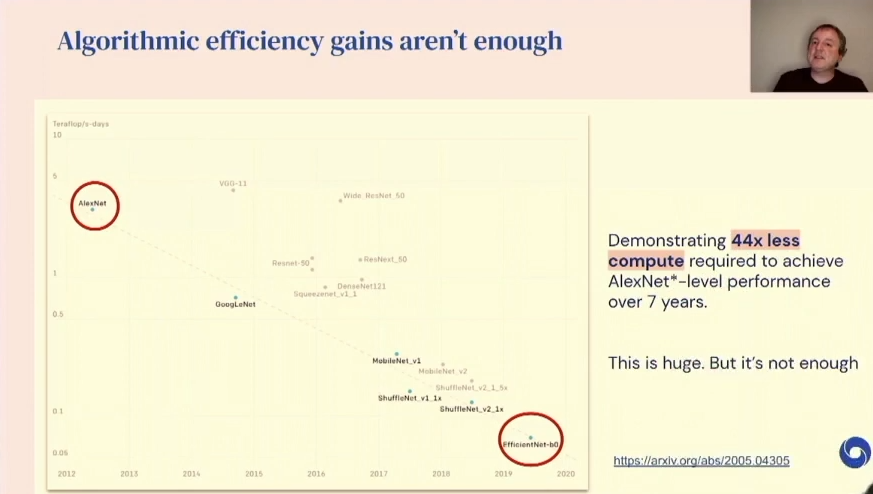 Algorithmic efficiency gains aren't enough
Teraflop/s-days
10
5
1
0.5
0.1
0.05
AlexNet
VGG-11
Wide_ResNet_50
Resnet-50
ResNext_50
DenseNet121
Squeezenet_v1_1
GoogLeNet
MobileNet_v1
MobileNet_v2
ShuffleNet_v2_1_5x
ShuffleNet_v1_1x
ShuffleNet_v2_1x
EfficientNet-b0
2012 2013 2014 2015 2016 2017 2018 2019 2020
Demonstrating 44x less
compute required to achieve
AlexNet*-level performance
over 7 years.
This is huge. But it's not enough
https://arxiv.org/abs/2005.04305